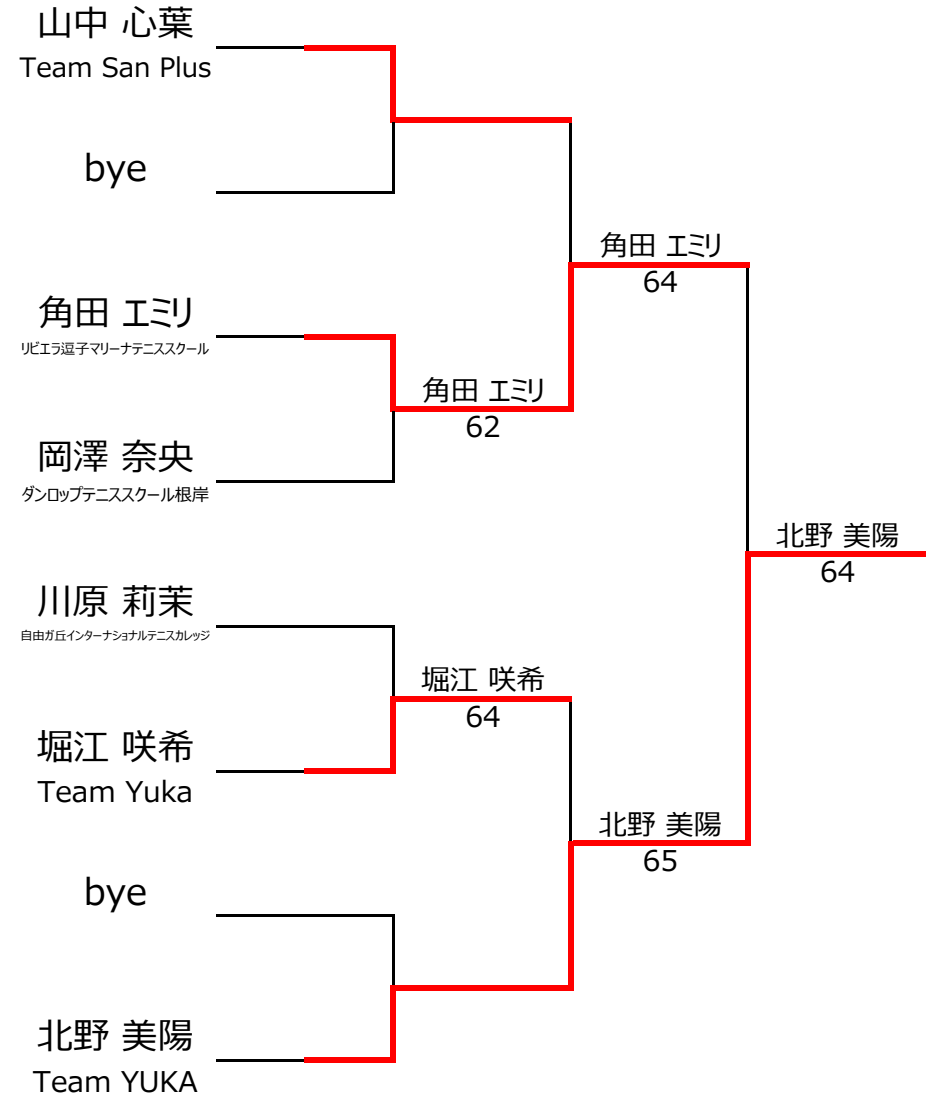 山中 心葉
Team San Plus
bye
角田 エミリ
リビエラ逗子マリーナテニススクール
岡澤 奈央
ダンロップテニススクール根岸
川原 莉茉
自由ガ丘インターナショナルテニスカレッジ
堀江 咲希
Team Yuka
bye
北野 美陽
Team YUKA
角田 エミリ
62
堀江 咲希
64
角田 エミリ
64
北野 美陽
65
北野 美陽
64